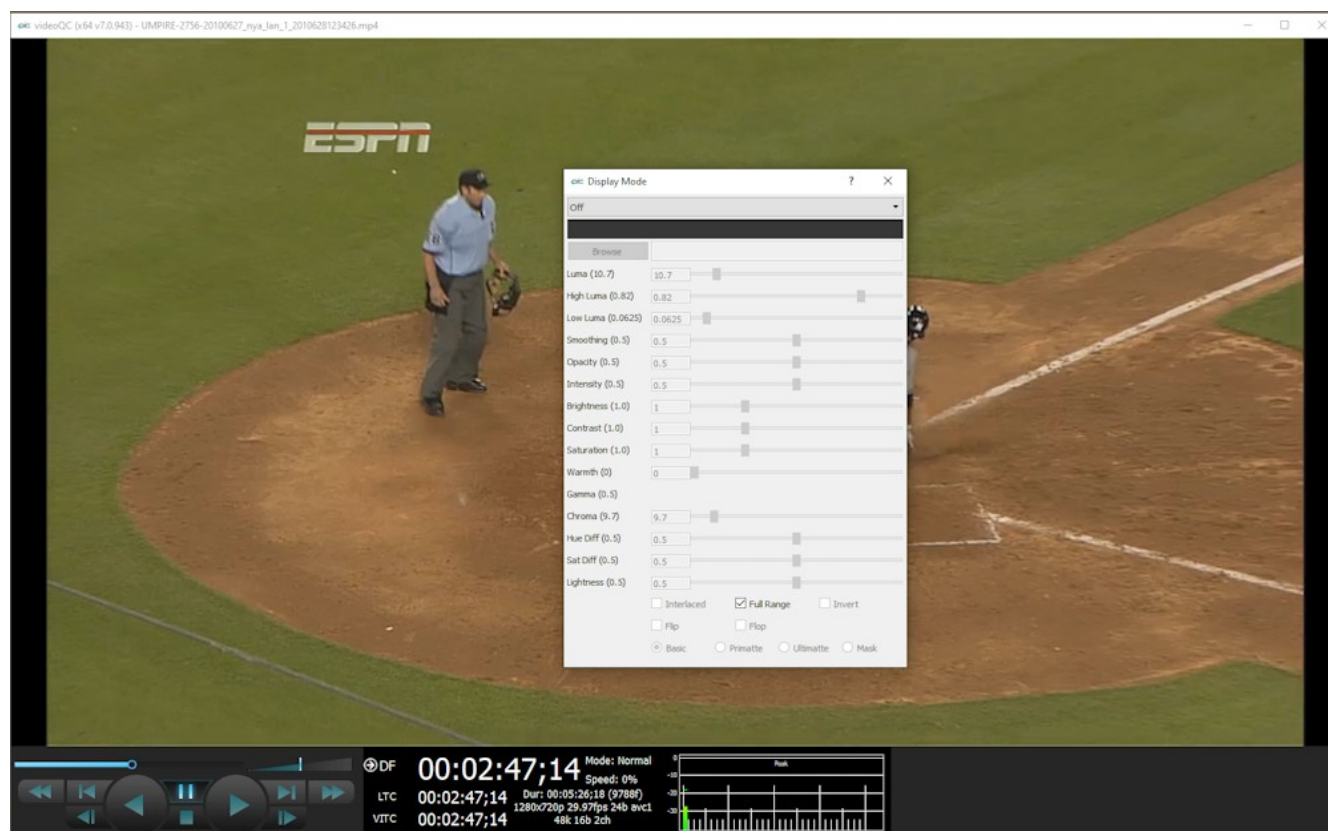 videoQC (x64 v7.0.943) - UMPIRE-2756-20100627_nya_lan_1_2010628123426.mp4
ESPN
Display Mode
Off
Browse
Luma (10.7) 10.7
High Luma (0.82) 0.82
Low Luma (0.0625) 0.0625
Smoothing (0.5) 0.5
Opacity (0.5) 0.5
Intensity (0.5) 0.5
Brightness (1.0) 1
Contrast (1.0) 1
Saturation (1.0) 1
Warmth (0) 0
Gamma (0.5)
Chroma (9.7) 9.7
Hue Diff (0.5) 0.5
Sat Diff (0.5) 0.5
Lightness (0.5) 0.5
Interlaced Full Range Invert
Flip Flop
Basic Primatte Ultimatte Mask
DF 00:02:47;14 Mode: Normal
Speed: 0%
LTC 00:02:47;14 Dur: 00:05:26;18 (9788f)
1280x720p 29.97fps 24b avc1
VITC 00:02:47;14 48k 16b 2ch
Peak
0
-10
-20
-30